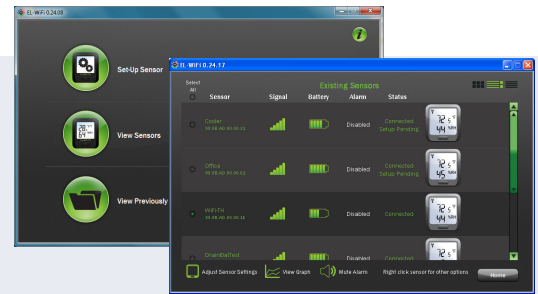 EL-WiFi 0.24.08
Set-Up Sensor
View Sensors
View Previously
EL-WiFi 0.24.17
Existing Sensors
Select
All
Sensor
Signal
Battery
Alarm
Status
Cooler
Disabled
Connected
Setup Pending
Office
Disabled
Connected
Setup Pending
WiFi-TH
Disabled
Connected
DrainBatTest
Disabled
Connected
Adjust Sensor Settings
View Graph
Mute Alarm
Right click sensor for other options
Home